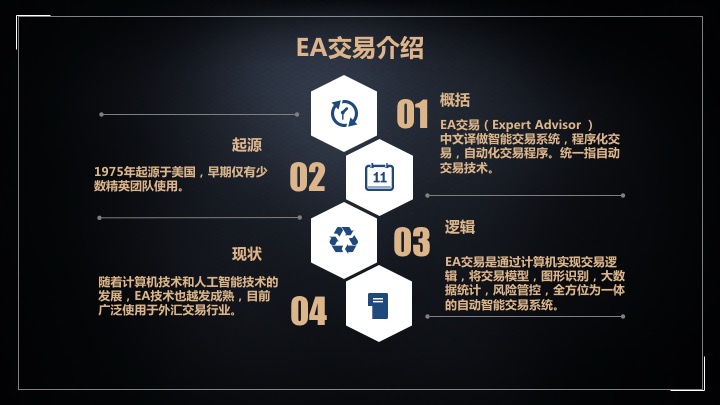 EA交易介绍
01
概括
EA交易（Expert Advisor ）
中文译做智能交易系统，程序化交
易，自动化交易程序。统一指自动
交易技术。
起源
02
1975年起源于美国，早期仅有少
数精英团队使用。
11
03
逻辑
EA交易是通过计算机实现交易逻
辑，将交易模型，图形识别，大数
据统计，风险管控，全方位为一体
的自动智能交易系统。
现状
04
随着计算机技术和人工智能技术的
发展，EA技术也越发成熟，目前
广泛使用于外汇交易行业。